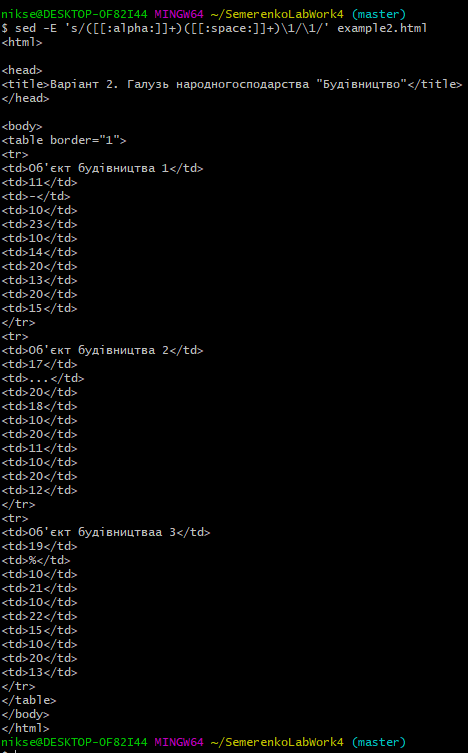 nikse@DESKTOP-OF82I44 MINGW64 ~/SemerenkoLabWork4 (master)
$ sed -E 's/([[:alpha:]]+)([[:space:]]+)\1/\1/' example2.html
<html>
<head>
<title>Варіант 2. Галузь народногосподарства "Будівництво"</title>
</head>
<body>
<table border="1">
<tr>
<td>Об'єкт будівництва 1</td>
<td>11</td>
<td>-</td>
<td>10</td>
<td>23</td>
<td>10</td>
<td>14</td>
<td>20</td>
<td>13</td>
<td>20</td>
<td>15</td>
</tr>
<tr>
<td>Об'єкт будівництва 2</td>
<td>17</td>
<td>...</td>
<td>20</td>
<td>18</td>
<td>10</td>
<td>20</td>
<td>11</td>
<td>10</td>
<td>20</td>
<td>12</td>
</tr>
<tr>
<td>Об'єкт будівництваа 3</td>
<td>19</td>
<td>%</td>
<td>10</td>
<td>21</td>
<td>10</td>
<td>22</td>
<td>15</td>
<td>10</td>
<td>20</td>
<td>13</td>
</tr>
</table>
</body>
</html>
nikse@DESKTOP-OF82I44 MINGW64 ~/SemerenkoLabWork4 (master)